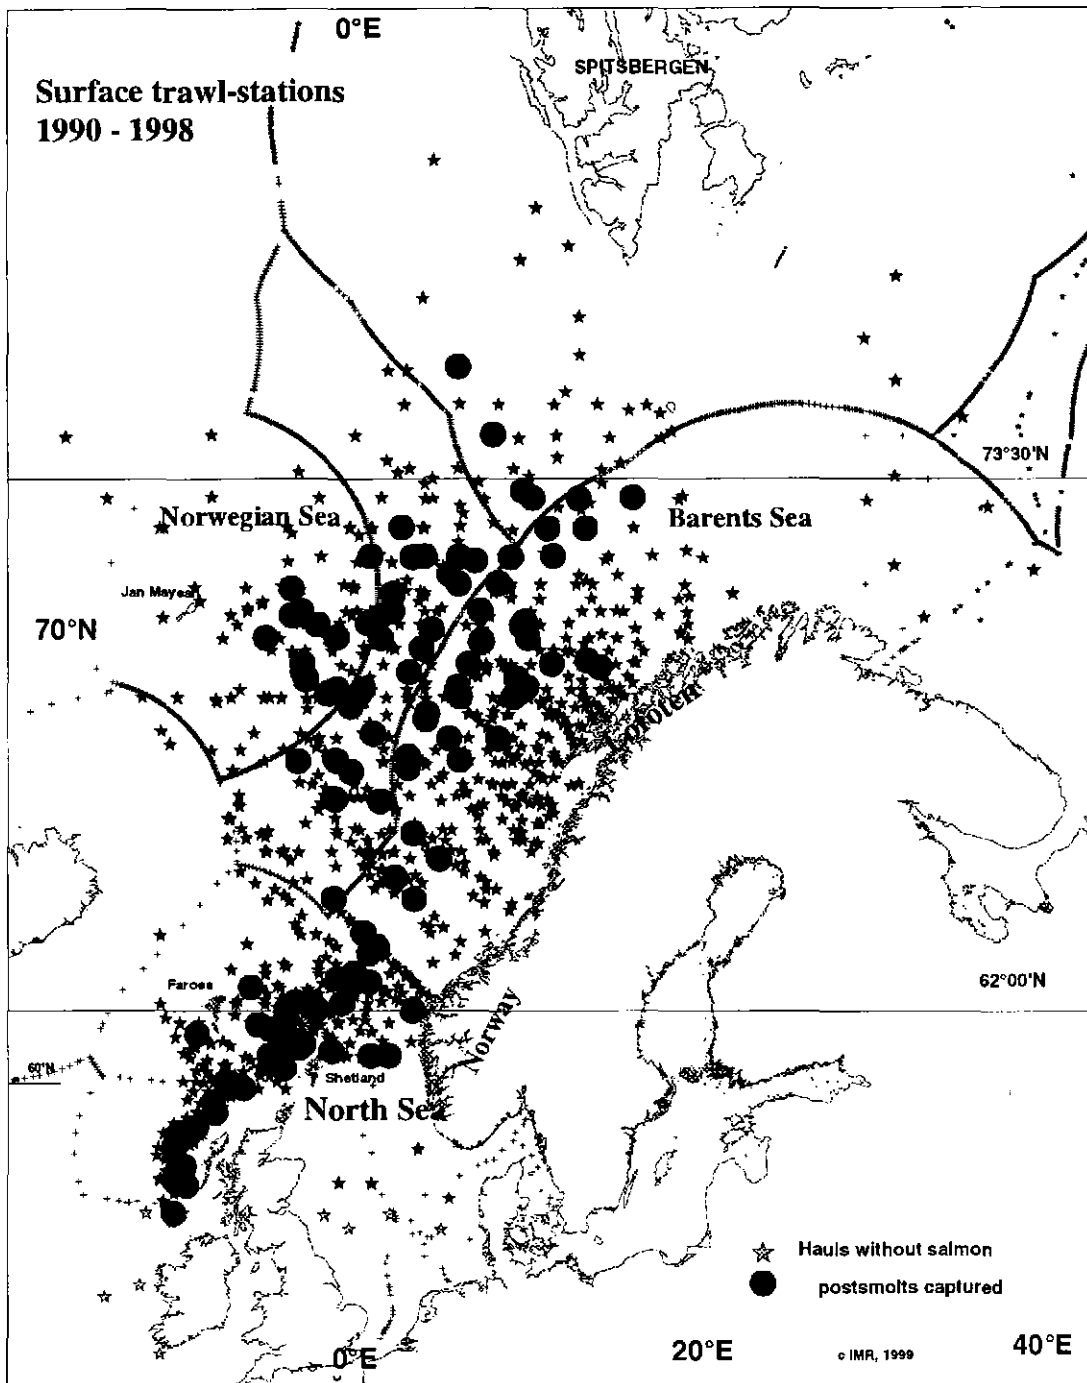 0°E
SPITSBERGEN
Surface trawl-stations
1990 - 1998
73°30'N
Norwegian Sea
Barents Sea
Jan Mayen
70°N
Lofoten
Faroes
62°00'N
Norway
60°N
Shetland
North Sea
Hauls without salmon
postsmolts captured
0°E
20°E
© IMR, 1999
40°E